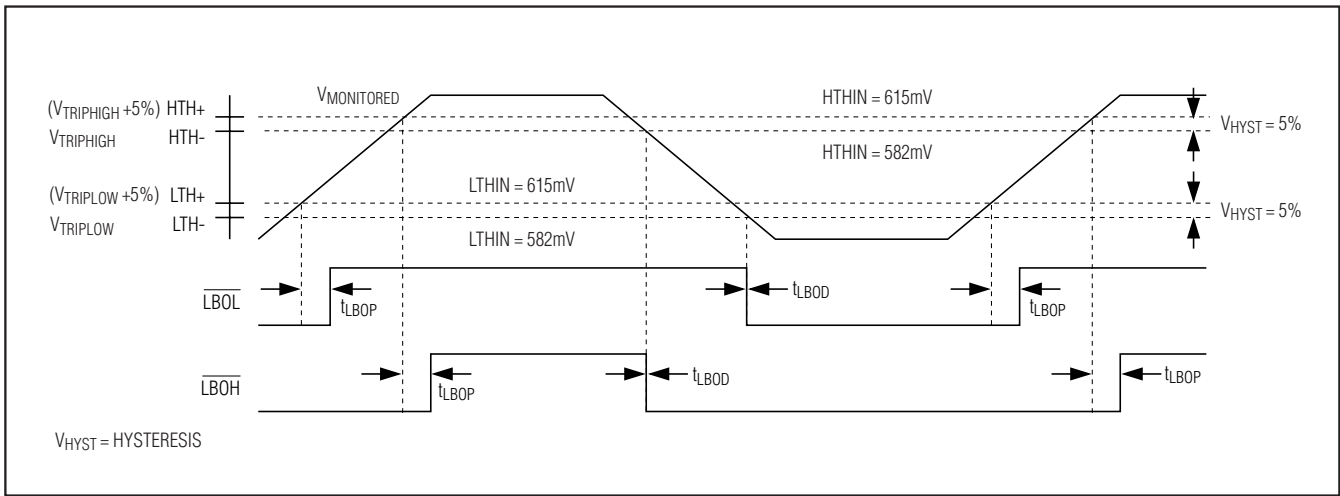 VMONITORED
(VTRIPHIGH +5%) HTH+
HTHIN = 615mV
VHYST = 5%
VTRIPHIGH HTH-
HTHIN = 582mV
(VTRIPLOW +5%) LTH+
LTHIN = 615mV
VHYST = 5%
VTRIPLOW LTH-
LTHIN = 582mV
LBOL
tLBOP
tLBOD
tLBOP
LBOH
tLBOP
tLBOD
tLBOP
VHYST = HYSTERESIS